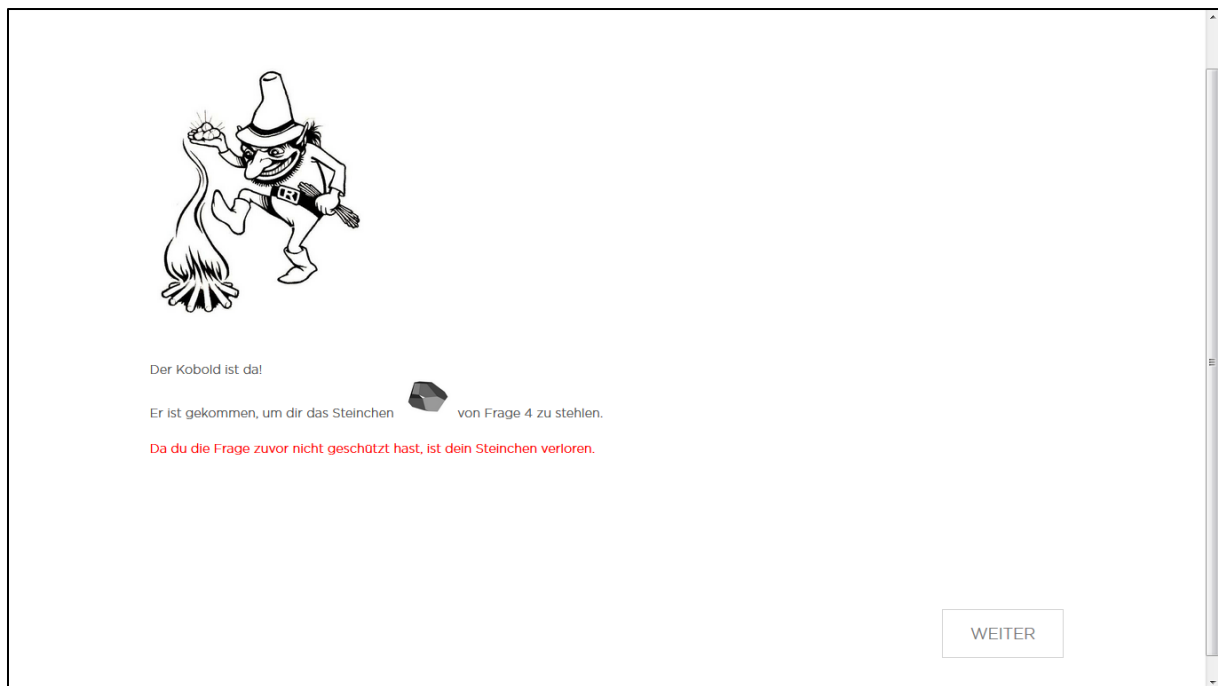 Der Kobold ist da!
Er ist gekommen, um dir das Steinchen von Frage 4 zu stehlen.
Da du die Frage zuvor nicht geschützt hast, ist dein Steinchen verloren.
WEITER